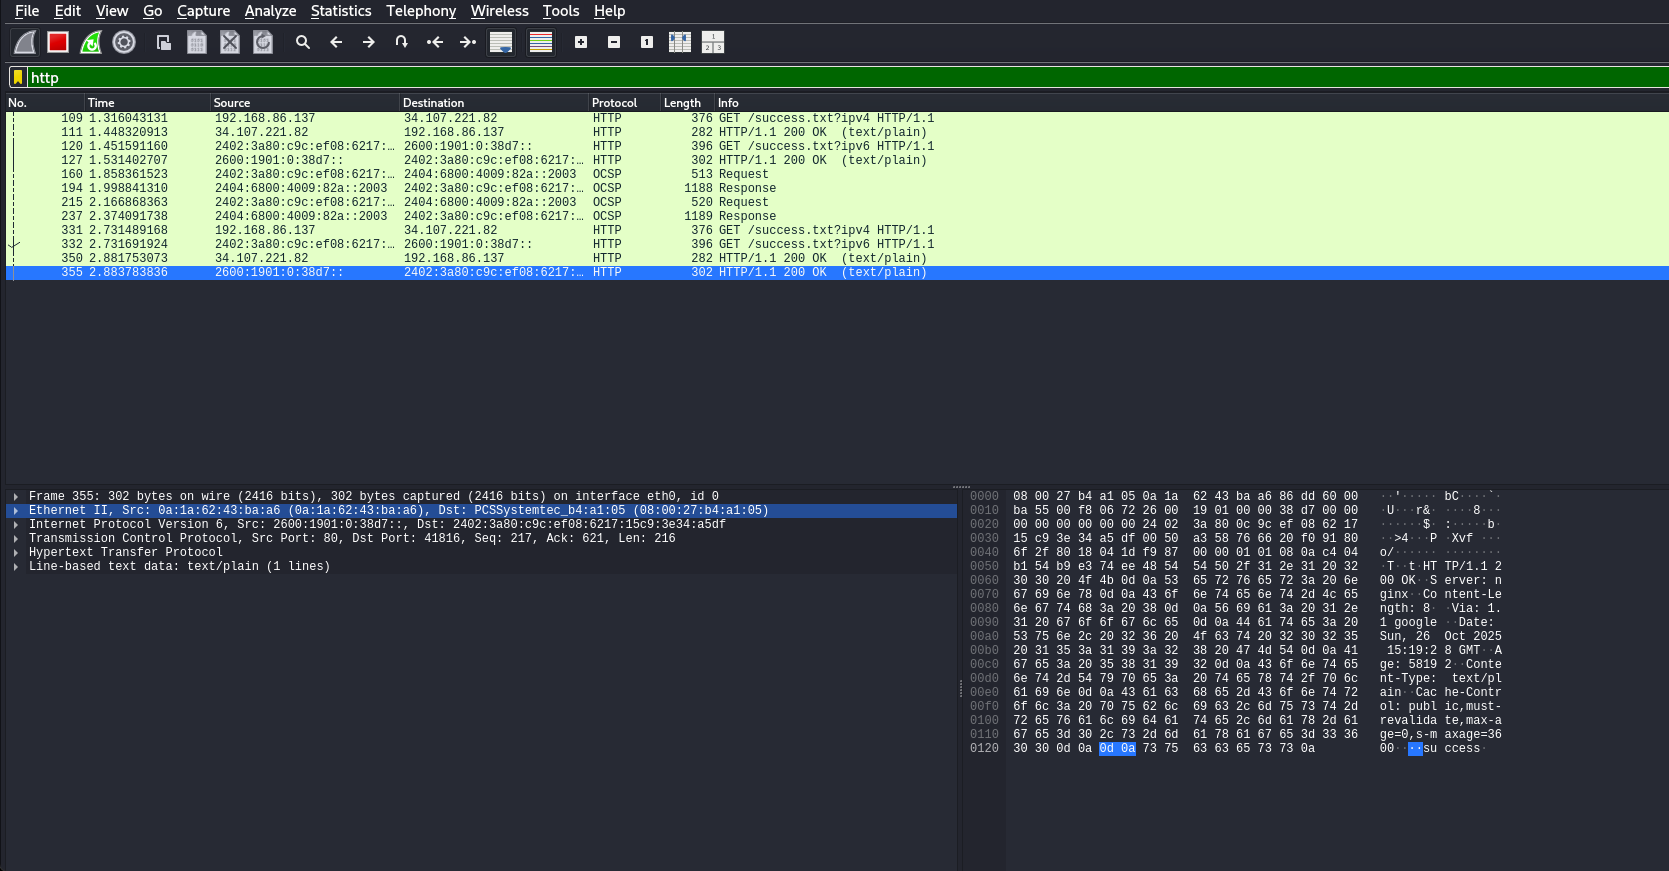 File Edit View Go Capture Analyze Statistics Telephony Wireless Tools Help
http
No. Time Source Destination Protocol Length Info
109 1.316043131 192.168.86.137 34.107.221.82 HTTP 376 GET /success.txt?ipv4 HTTP/1.1
111 1.448320913 34.107.221.82 192.168.86.137 HTTP 282 HTTP/1.1 200 OK (text/plain)
120 1.451591160 2402:3a80:c9c:ef08:6217:… 2600:1901:0:38d7:: HTTP 396 GET /success.txt?ipv6 HTTP/1.1
127 1.531402707 2600:1901:0:38d7:: 2402:3a80:c9c:ef08:6217:… HTTP 302 HTTP/1.1 200 OK (text/plain)
160 1.858361523 2402:3a80:c9c:ef08:6217:… 2404:6800:4009:82a::2003 OCSP 513 Request
194 1.998841310 2404:6800:4009:82a::2003 2402:3a80:c9c:ef08:6217:… OCSP 1188 Response
215 2.166868363 2402:3a80:c9c:ef08:6217:… 2404:6800:4009:82a::2003 OCSP 520 Request
237 2.374091738 2404:6800:4009:82a::2003 2402:3a80:c9c:ef08:6217:… OCSP 1189 Response
331 2.731489168 192.168.86.137 34.107.221.82 HTTP 376 GET /success.txt?ipv4 HTTP/1.1
332 2.731691924 2402:3a80:c9c:ef08:6217:… 2600:1901:0:38d7:: HTTP 396 GET /success.txt?ipv6 HTTP/1.1
350 2.881753073 34.107.221.82 192.168.86.137 HTTP 282 HTTP/1.1 200 OK (text/plain)
355 2.883783836 2600:1901:0:38d7:: 2402:3a80:c9c:ef08:6217:… HTTP 302 HTTP/1.1 200 OK (text/plain)
Frame 355: 302 bytes on wire (2416 bits), 302 bytes captured (2416 bits) on interface eth0, id 0
Ethernet II, Src: 0a:1a:62:43:ba:a6 (0a:1a:62:43:ba:a6), Dst: PCSSystemtec_b4:a1:05 (08:00:27:b4:a1:05)
Internet Protocol Version 6, Src: 2600:1901:0:38d7::, Dst: 2402:3a80:c9c:ef08:6217:15c9:3e34:a5df
Transmission Control Protocol, Src Port: 80, Dst Port: 41816, Seq: 217, Ack: 621, Len: 216
Hypertext Transfer Protocol
Line-based text data: text/plain (1 lines)
0000 08 00 27 b4 a1 05 0a 1a 62 43 ba a6 86 dd 60 00 ··'····· bC····`·
0010 ba 55 00 f8 06 72 26 00 19 01 00 00 38 d7 00 00 ·U···r&· ····8···
0020 00 00 00 00 00 00 24 02 3a 80 0c 9c ef 08 62 17 ······$· :·····b·
0030 15 c9 3e 34 a5 df 00 50 a3 58 76 66 20 f0 91 80 ··>4···P ·Xvf ···
0040 6f 2f 80 18 04 1d f9 87 00 00 01 01 08 0a c4 04 o/······ ········
0050 b1 54 b9 e3 74 ee 48 54 54 50 2f 31 2e 31 20 32 ·T··t·HT TP/1.1 2
0060 30 30 20 4f 4b 0d 0a 53 65 72 76 65 72 3a 20 6e 00 OK··S erver: n
0070 67 69 6e 78 0d 0a 43 6f 6e 74 65 6e 74 2d 4c 65 ginx··Co ntent-Le
0080 6e 67 74 68 3a 20 38 0d 0a 56 69 61 3a 20 31 2e ngth: 8· ·Via: 1.
0090 31 20 67 6f 6f 67 6c 65 0d 0a 44 61 74 65 3a 20 1 google ··Date:
00a0 53 75 6e 2c 20 32 36 20 4f 63 74 20 32 30 32 35 Sun, 26 Oct 2025
00b0 20 31 35 3a 31 39 3a 32 38 20 47 4d 54 0d 0a 41 15:19:2 8 GMT··A
00c0 67 65 3a 20 35 38 31 39 32 0d 0a 43 6f 6e 74 65 ge: 5819 2··Conte
00d0 6e 74 2d 54 79 70 65 3a 20 74 65 78 74 2f 70 6c nt-Type: text/pl
00e0 61 69 6e 0d 0a 43 61 63 68 65 2d 43 6f 6e 74 72 ain··Cac he-Contr
00f0 6f 6c 3a 20 70 75 62 6c 69 63 2c 6d 75 73 74 2d ol: publ ic,must-
0100 72 65 76 61 6c 69 64 61 74 65 2c 6d 61 78 2d 61 revalida te,max-a
0110 67 65 3d 30 2c 73 2d 6d 61 78 61 67 65 3d 33 36 ge=0,s-m axage=36
0120 30 30 0d 0a 0d 0a 73 75 63 63 65 73 73 0a 00····su ccess·